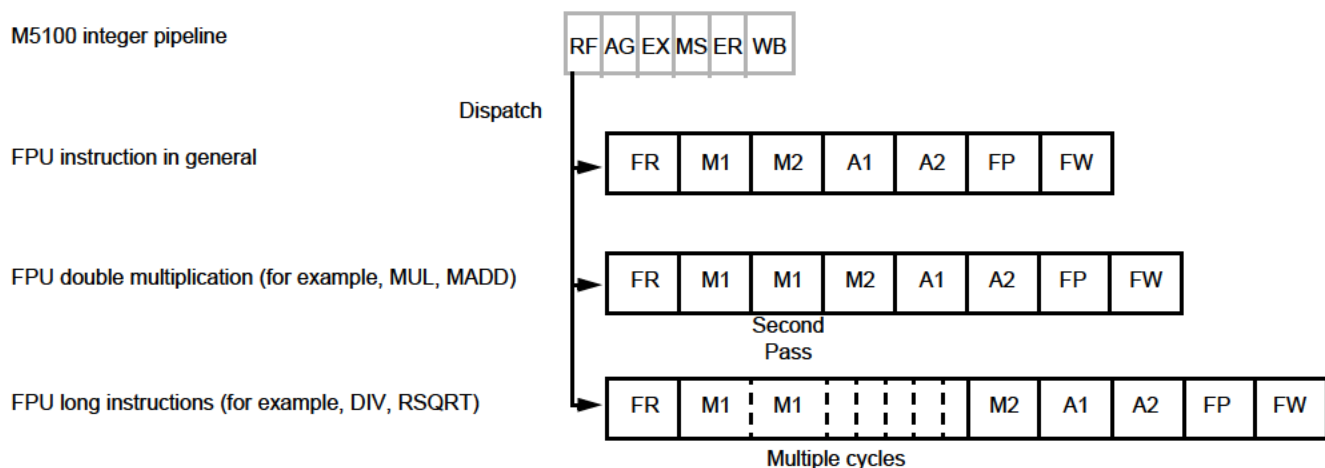 M5100 integer pipeline
RF AG EX MS ER WB
Dispatch
FPU instruction in general
FR M1 M2 A1 A2 FP FW
FPU double multiplication (for example, MUL, MADD)
FR M1 M1 M2 A1 A2 FP FW
Second
Pass
FPU long instructions (for example, DIV, RSQRT)
FR M1 M1 M2 A1 A2 FP FW
Multiple cycles